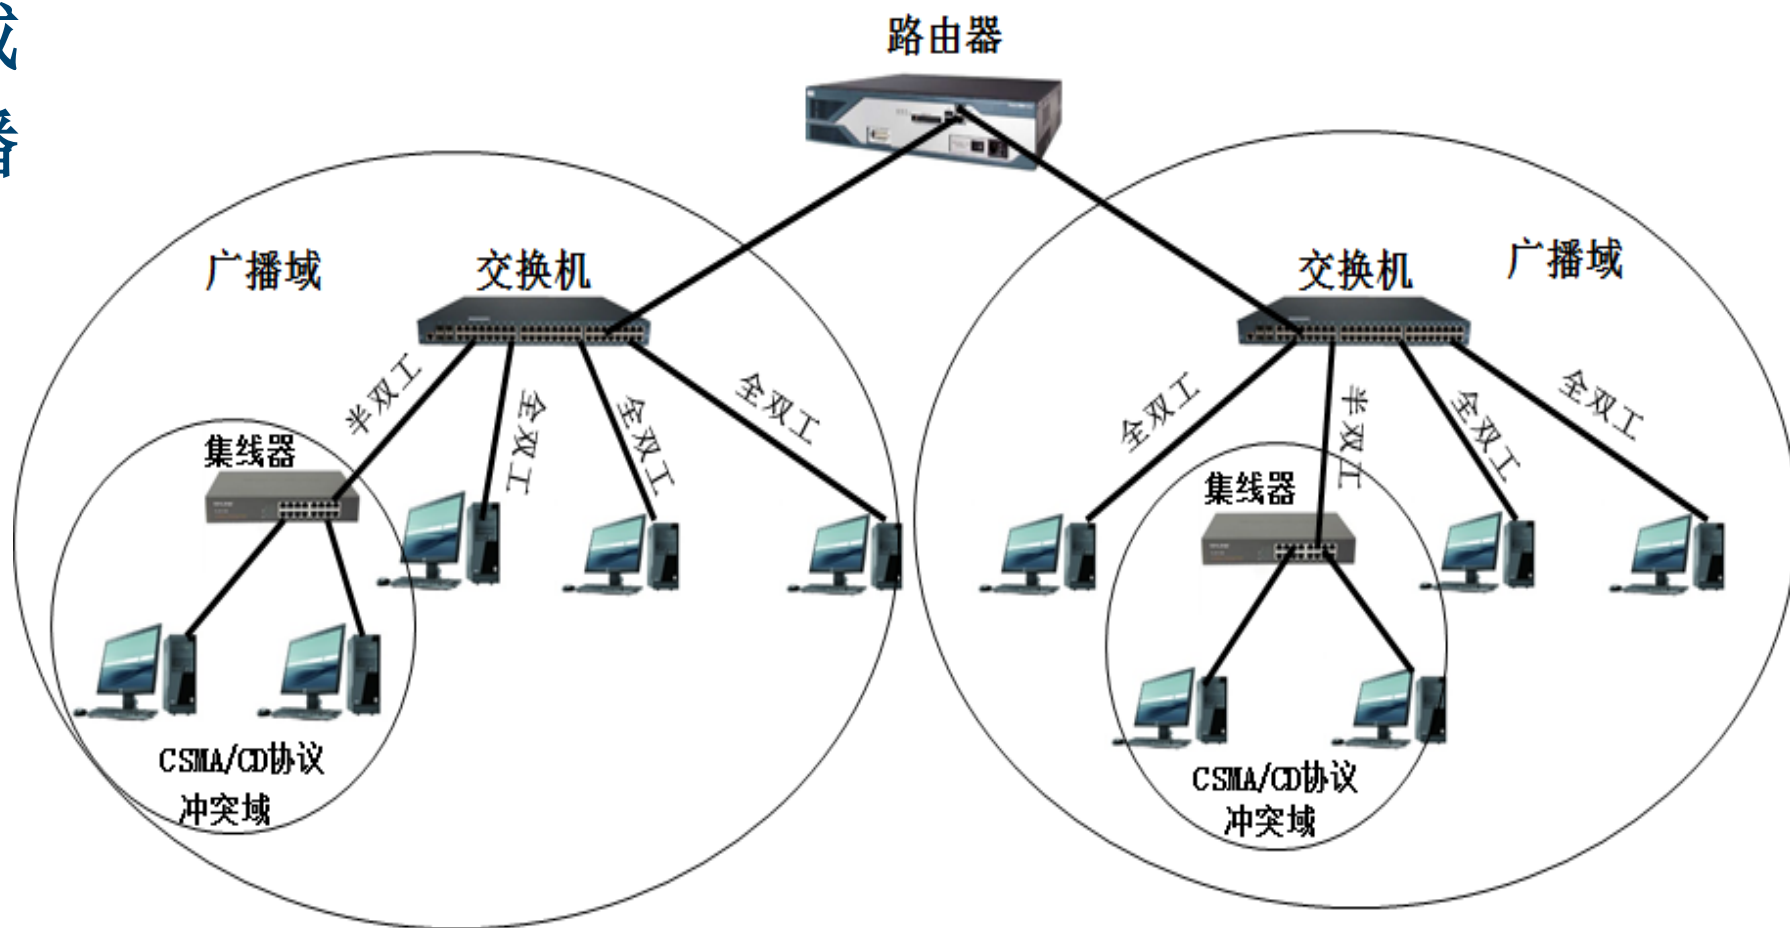 路由器
广播域
交换机
交换机
广播域
半双工
全双工
全双工
全双工
全双工
半双工
全双工
全双工
集线器
集线器
CSMA/CD协议
冲突域
CSMA/CD协议
冲突域